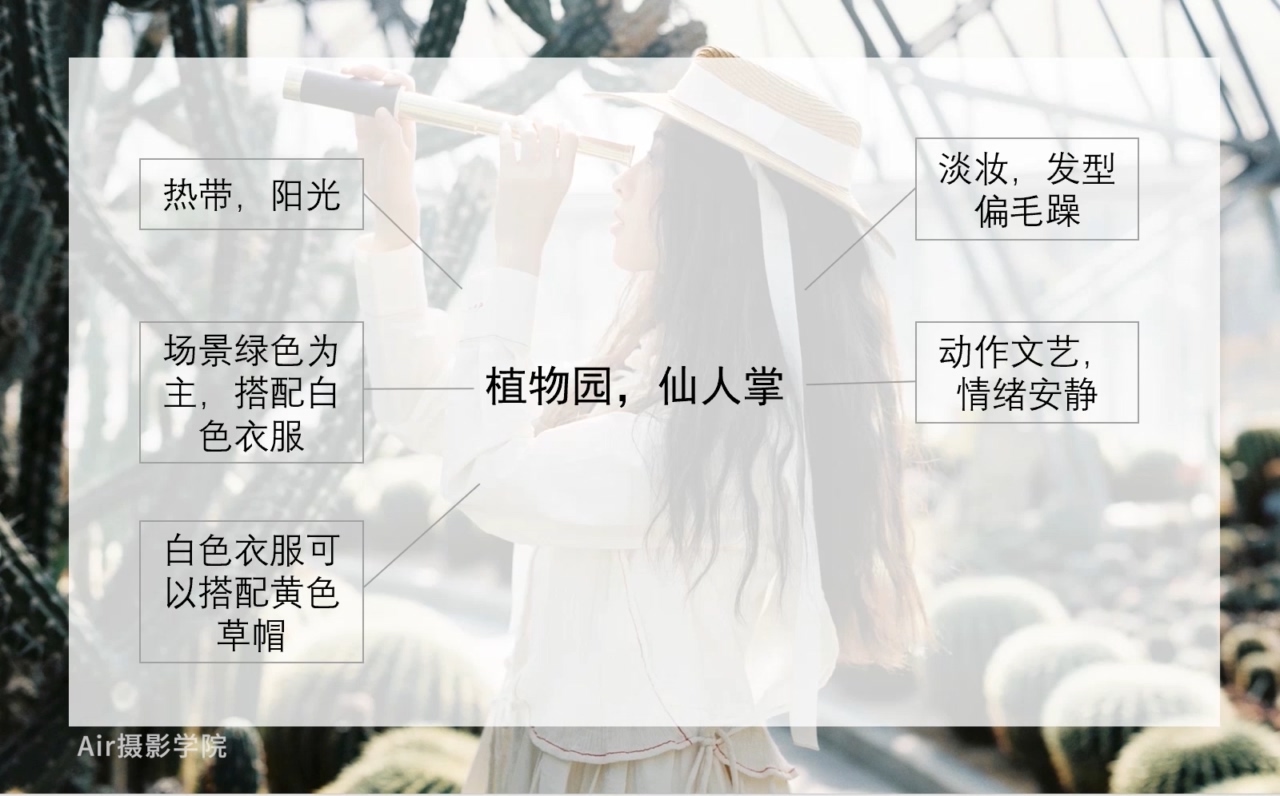 热带，阳光
场景绿色为
主，搭配白
色衣服
白色衣服可
以搭配黄色
草帽
植物园，仙人掌
淡妆，发型
偏毛躁
动作文艺，
情绪安静
Air摄影学院